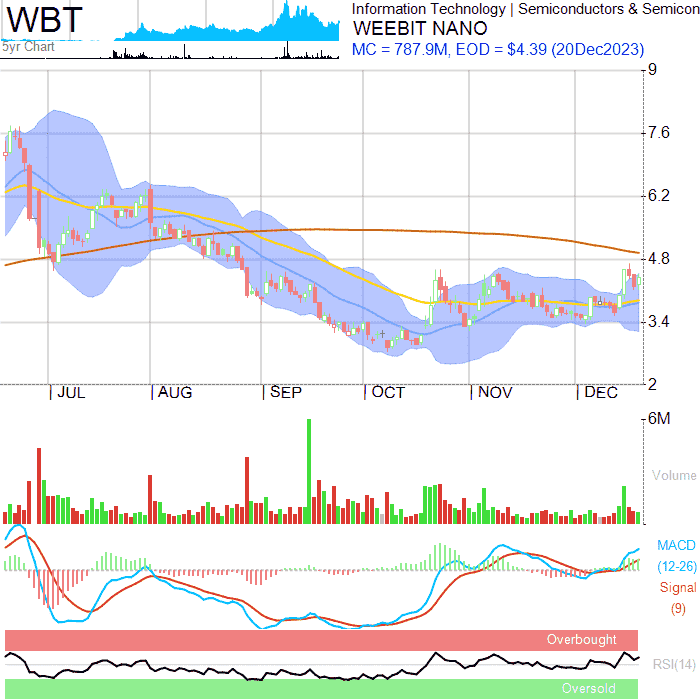 WBT
5yr Chart
Information Technology | Semiconductors & Semicon
WEEBIT NANO
MC = 787.9M, EOD = $4.39 (20Dec2023)
9
7.6
6.2
4.8
3.4
2
JUL
AUG
SEP
OCT
NOV
DEC
6M
Volume
MACD
(12-26)
Signal
(9)
Overbought
RSI(14)
Oversold